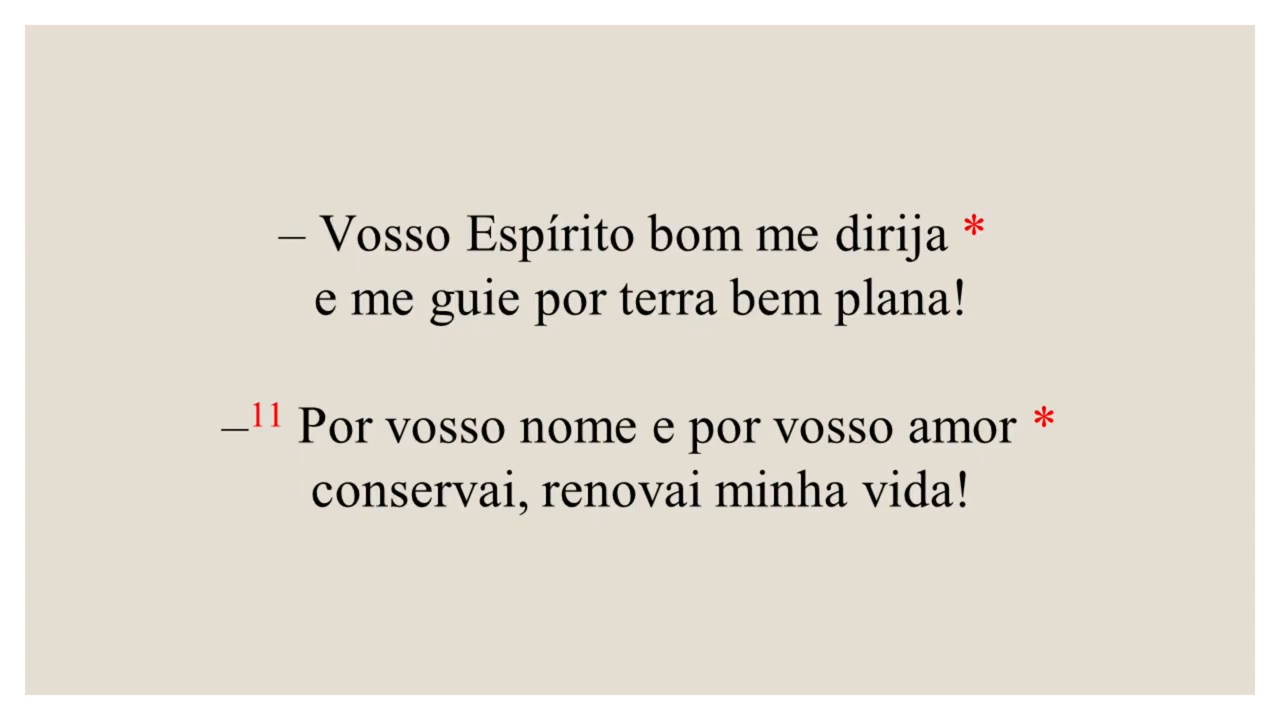 – Vosso Espírito bom me dirija *
e me guie por terra bem plana!
–11 Por vosso nome e por vosso amor *
conservai, renovai minha vida!